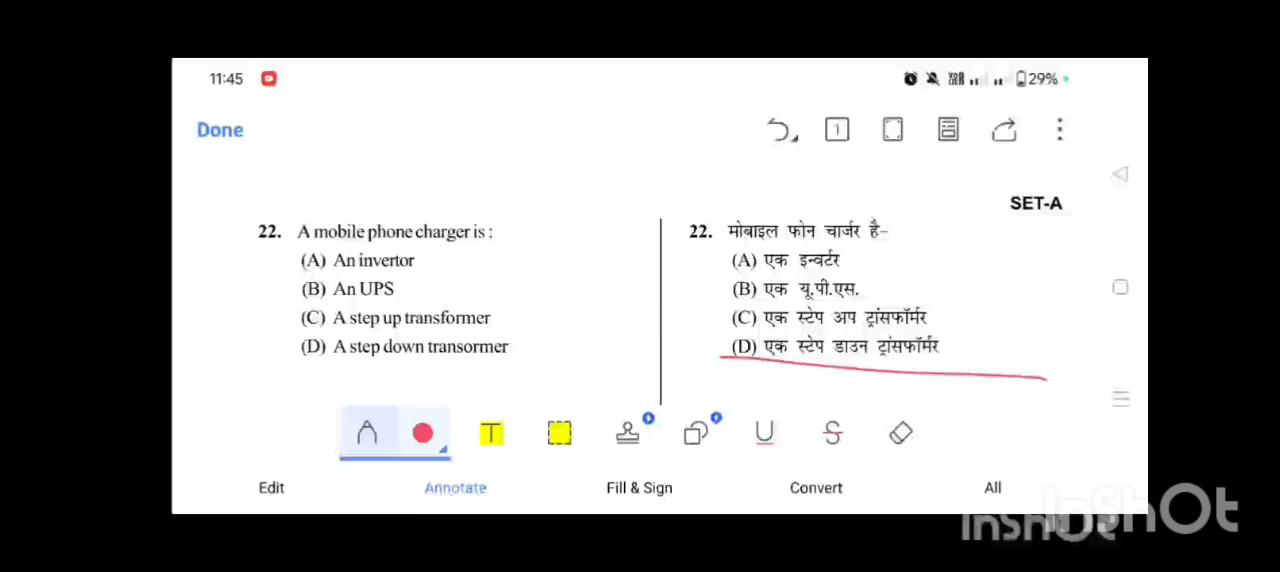 11:45
29%
Done
1
SET-A
22. A mobile phone charger is :
(A) An invertor
(B) An UPS
(C) A step up transformer
(D) A step down transormer
22. मोबाइल फोन चार्जर है–
(A) एक इन्वर्टर
(B) एक यू.पी.एस.
(C) एक स्टेप अप ट्रांसफॉर्मर
(D) एक स्टेप डाउन ट्रांसफॉर्मर
T
U
S
Edit
Annotate
Fill & Sign
Convert
All
InShOt
InShOt